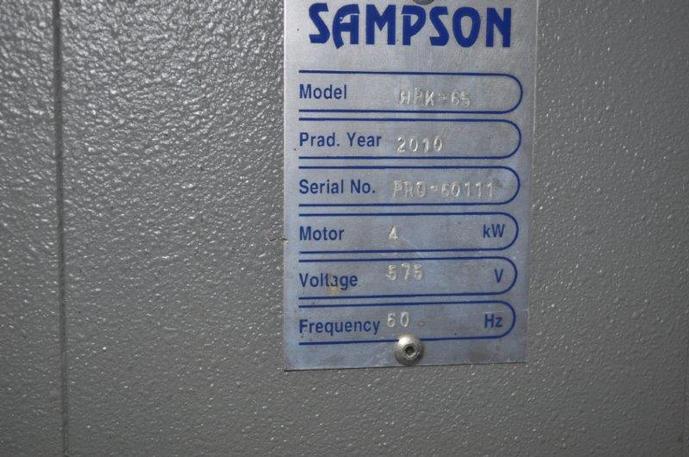 SAMPSON
Model HPK-65
Prad. Year 2010
Serial No. PRO-60111
Motor 4 kW
Voltage 575 V
Frequency 60 Hz